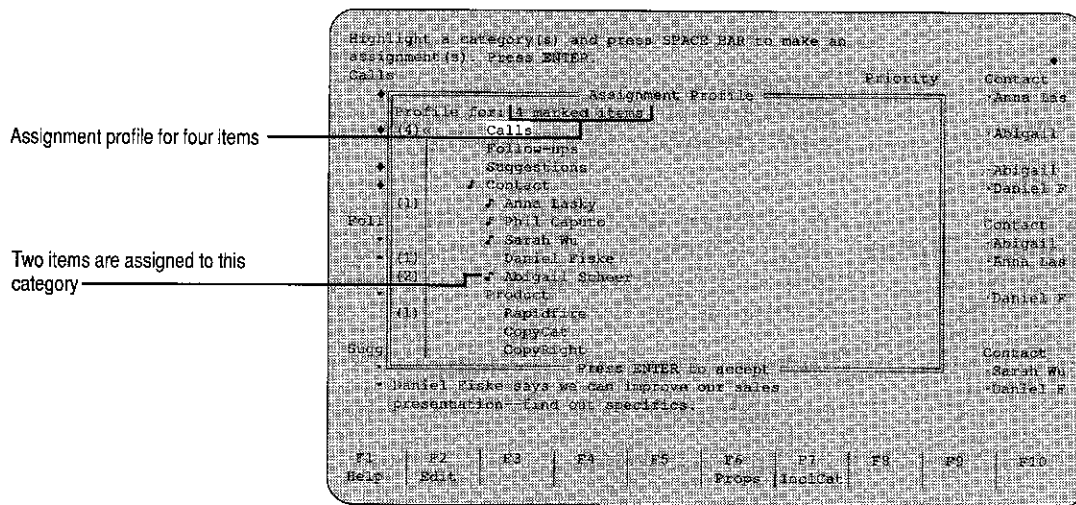 Highlight a category(s) and press SPACE BAR to make an
assignment(s). Press ENTER.
Calls Priority Contact
Assignment Profile
·Anna Las
Profile for: 4 marked items
Assignment profile for four items
(4)« Calls ·Abigail
Follow-ups
Suggestions ·Abigail
♪ Contact ·Daniel F
(1) ♪ Anna Lasky
Foll ♪ Phil Capute Contact
♪ Sarah Wu ·Abigail
(1) Daniel Fiske ·Anna Las
Two items are assigned to this
category
(2) ♪ Abigail Scheer
Product ·Daniel F
(1) Rapidfire
CopyCat
Sugg CopyRight Contact
Press ENTER to accept ·Sarah Wu
Daniel Fiske says we can improve our sales ·Daniel F
presentation--find out specifics.
F1 F2 F3 F4 F5 F6 F7 F8 F9 F10
Help Edit Props InclCat